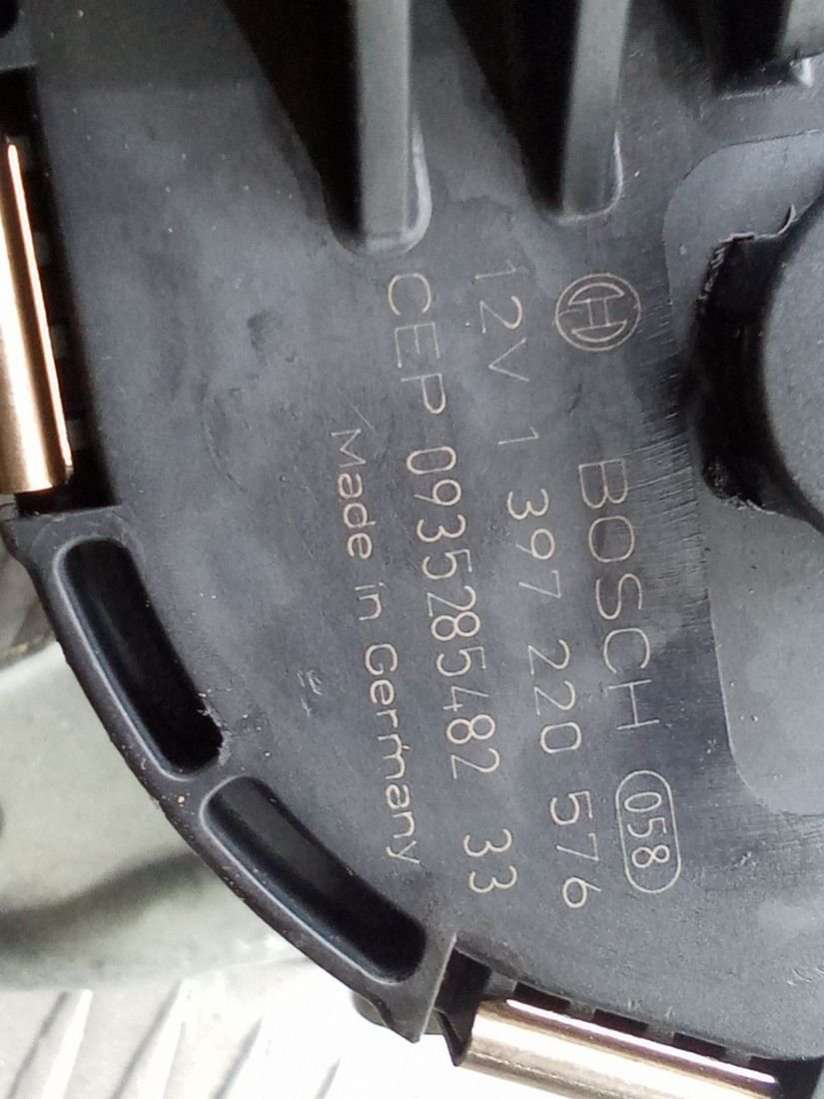 BOSCH 058
12V 1 397 220 576
CEP 0935285482 33
Made in Germany